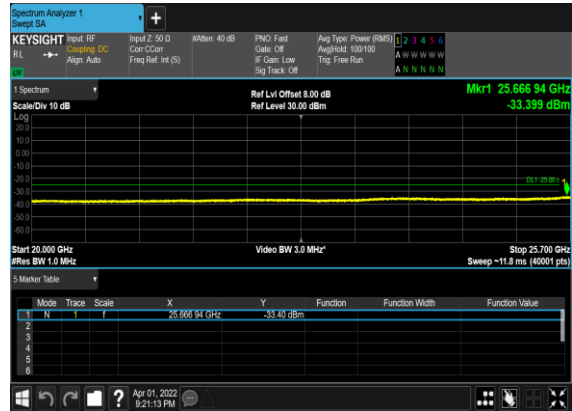 Spectrum Analyzer 1
Swept SA
+
KEYSIGHT Input: RF Input Z: 50 Ω #Atten: 40 dB PNO: Fast Avg Type: Power (RMS) 1 2 3 4 5 6
RL Coupling: DC Corr CCorr Gate: Off Avg|Hold: 100/100 A W W W W W
Align: Auto Freq Ref: Int (S) IF Gain: Low Trig: Free Run
Sig Track: Off A N N N N N
LXI
1 Spectrum Ref Lvl Offset 8.00 dB Mkr1 25.666 94 GHz
Scale/Div 10 dB Ref Level 30.00 dBm -33.399 dBm
Log
20.0
10.0
0.00
-10.0
-20.0
DL1 -25.00
1
-30.0
-40.0
-50.0
-60.0
Start 20.000 GHz Video BW 3.0 MHz* Stop 25.700 GHz
#Res BW 1.0 MHz Sweep ~11.8 ms (40001 pts)
5 Marker Table
Mode Trace Scale X Y Function Function Width Function Value
1 N 1 f 25.666 94 GHz -33.40 dBm
2
3
4
5
6
? Apr 01, 2022
9:21:13 PM